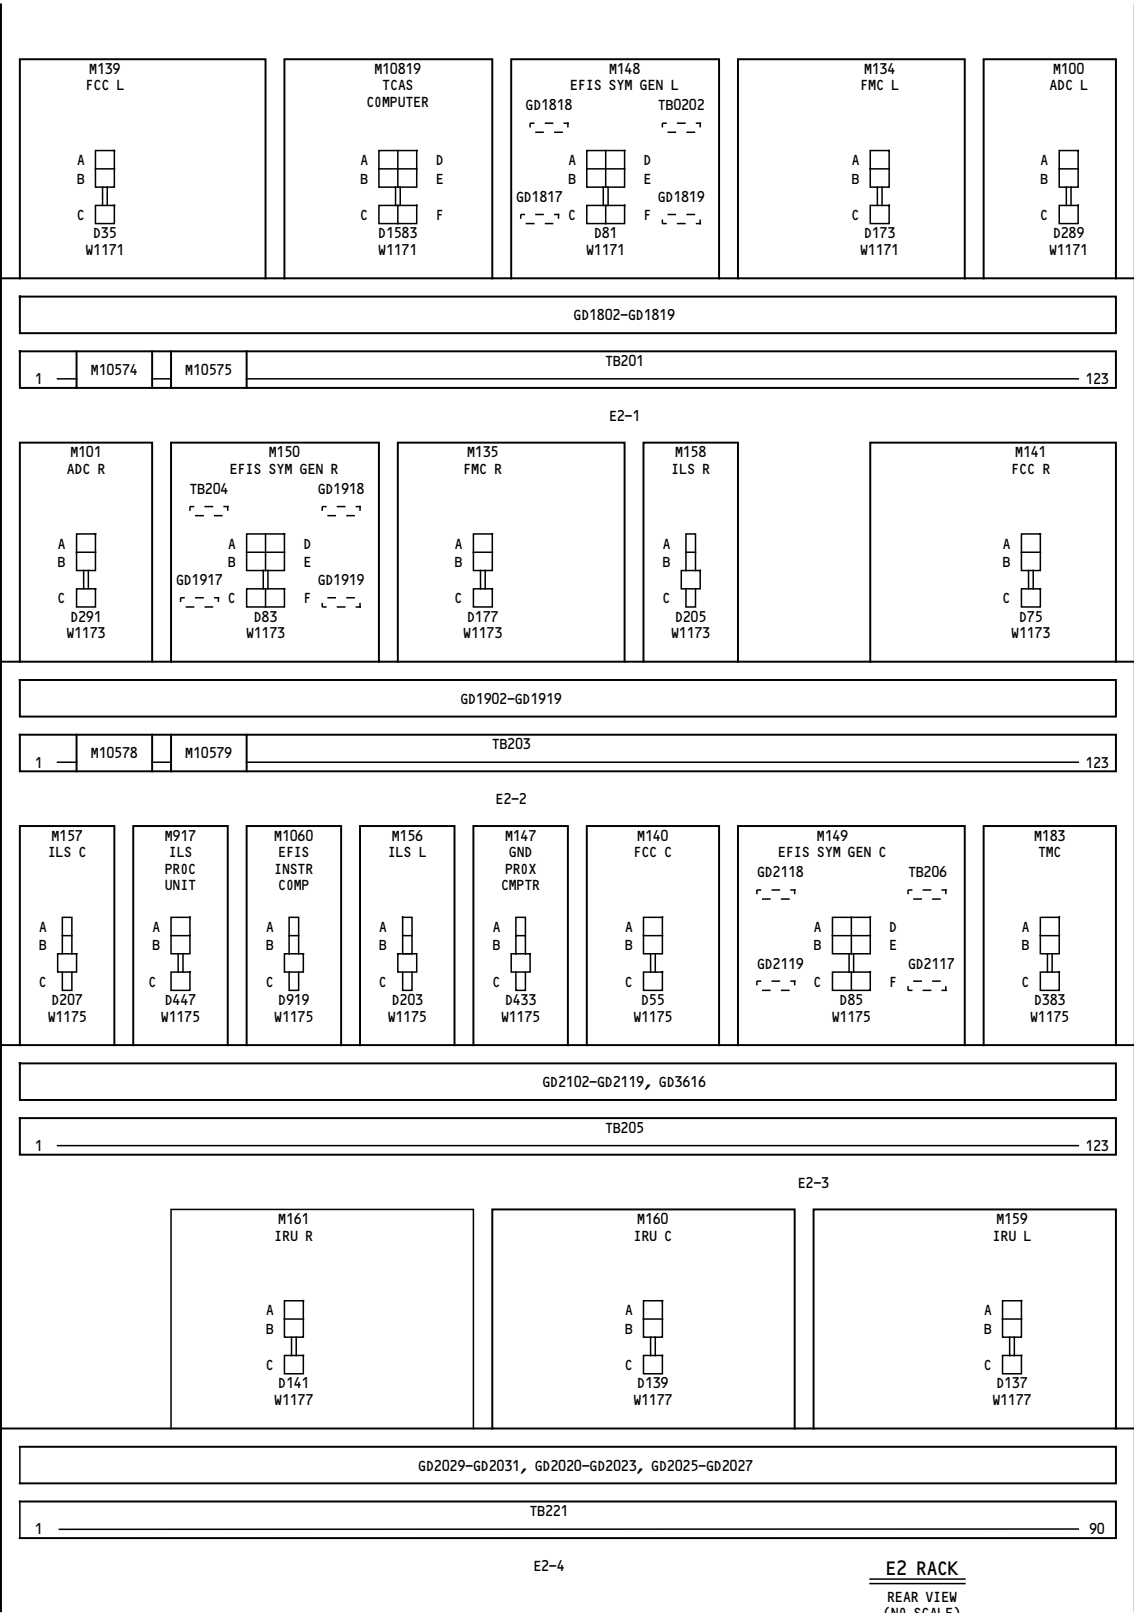 M139
FCC L
A
B
C
D35
W1171
M10819
TCAS
COMPUTER
A D
B E
C F
D1583
W1171
M148
EFIS SYM GEN L
GD1818 TB0202
A D
B E
GD1817 GD1819
C F
D81
W1171
M134
FMC L
A
B
C
D173
W1171
M100
ADC L
A
B
C
D289
W1171
GD1802-GD1819
TB201
1 M10574 M10575 123
E2-1
M101
ADC R
A
B
C
D291
W1173
M150
EFIS SYM GEN R
TB204 GD1918
A D
B E
GD1917 GD1919
C F
D83
W1173
M135
FMC R
A
B
C
D177
W1173
M158
ILS R
A
B
C
D205
W1173
M141
FCC R
A
B
C
D75
W1173
GD1902-GD1919
TB203
1 M10578 M10579 123
E2-2
M157
ILS C
A
B
C
D207
W1175
M917
ILS
PROC
UNIT
A
B
C
D447
W1175
M1060
EFIS
INSTR
COMP
A
B
C
D919
W1175
M156
ILS L
A
B
C
D203
W1175
M147
GND
PROX
CMPTR
A
B
C
D433
W1175
M140
FCC C
A
B
C
D55
W1175
M149
EFIS SYM GEN C
GD2118 TB206
A D
B E
GD2119 GD2117
C F
D85
W1175
M183
TMC
A
B
C
D383
W1175
GD2102-GD2119, GD3616
TB205
1 123
E2-3
M161
IRU R
A
B
C
D141
W1177
M160
IRU C
A
B
C
D139
W1177
M159
IRU L
A
B
C
D137
W1177
GD2029-GD2031, GD2020-GD2023, GD2025-GD2027
TB221
1 90
E2-4
E2 RACK
REAR VIEW
(NO SCALE)